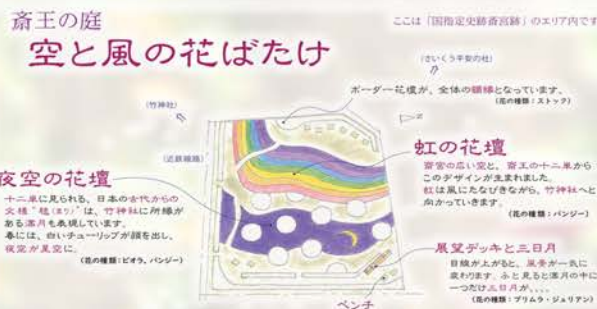 斎王の庭
空と風の花ばたけ
ここは「国指定史跡斎宮跡」のエリア内です
(さいくう平安の杜)
ボーダー花壇が、全体の額縁となっています。
(花の種類:ストック)
(竹神社)
(近鉄線路)
虹の花壇
斎宮の広い空と、斎王の十二単から
このデザインが生まれました。
虹は風にたなびきながら、竹神社へと
向かっていきます。
(花の種類:パンジー)
夜空の花壇
十二単に見られる、日本の古代からの
文様"毬(まり)"は、竹神社に所縁が
ある満月も表現しています。
春には、白いチューリップが顔を出し、
夜空が星空に。
(花の種類:ビオラ、パンジー)
展望デッキと三日月
目線が上がると、風景が一気に
変わります。ふと見ると満月の中に
一つだけ三日月が、、、、
(花の種類:プリムラ・ジュリアン)
ベンチ